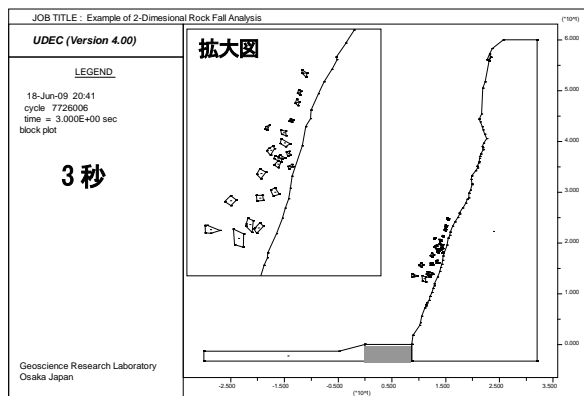 JOB TITLE : Example of 2-Dimesional Rock Fall Analysis
(*10^1)
UDEC (Version 4.00)
LEGEND
18-Jun-09 20:41
cycle 7726006
time = 3.000E+00 sec
block plot
3 秒
Geoscience Research Laboratory
Osaka Japan
拡大図
6.000
5.000
4.000
3.000
2.000
1.000
0.000
-2.500
-1.500
-0.500
0.500
1.500
2.500
3.500
(*10^1)